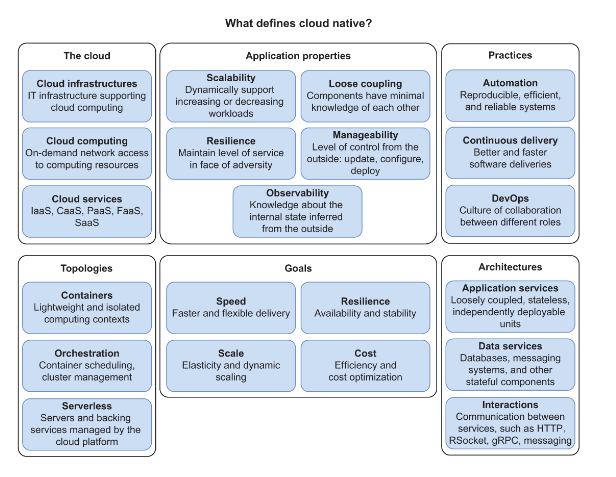 What defines cloud native?
The cloud
Cloud infrastructures
IT infrastructure supporting
cloud computing
Cloud computing
On-demand network access
to computing resources
Cloud services
IaaS, CaaS, PaaS, FaaS,
SaaS
Application properties
Scalability
Dynamically support
increasing or decreasing
workloads
Loose coupling
Components have minimal
knowledge of each other
Resilience
Maintain level of service
in face of adversity
Manageability
Level of control from the
outside: update, configure,
deploy
Observability
Knowledge about the
internal state inferred
from the outside
Practices
Automation
Reproducible, efficient,
and reliable systems
Continuous delivery
Better and faster
software deliveries
DevOps
Culture of collaboration
between different roles
Topologies
Containers
Lightweight and isolated
computing contexts
Orchestration
Container scheduling,
cluster management
Serverless
Servers and backing
services managed by the
cloud platform
Goals
Speed
Faster and flexible delivery
Resilience
Availability and stability
Scale
Elasticity and dynamic
scaling
Cost
Efficiency and
cost optimization
Architectures
Application services
Loosely coupled, stateless,
independently deployable
units
Data services
Databases, messaging
systems, and other
stateful components
Interactions
Communication between
services, such as HTTP,
RSocket, gRPC, messaging